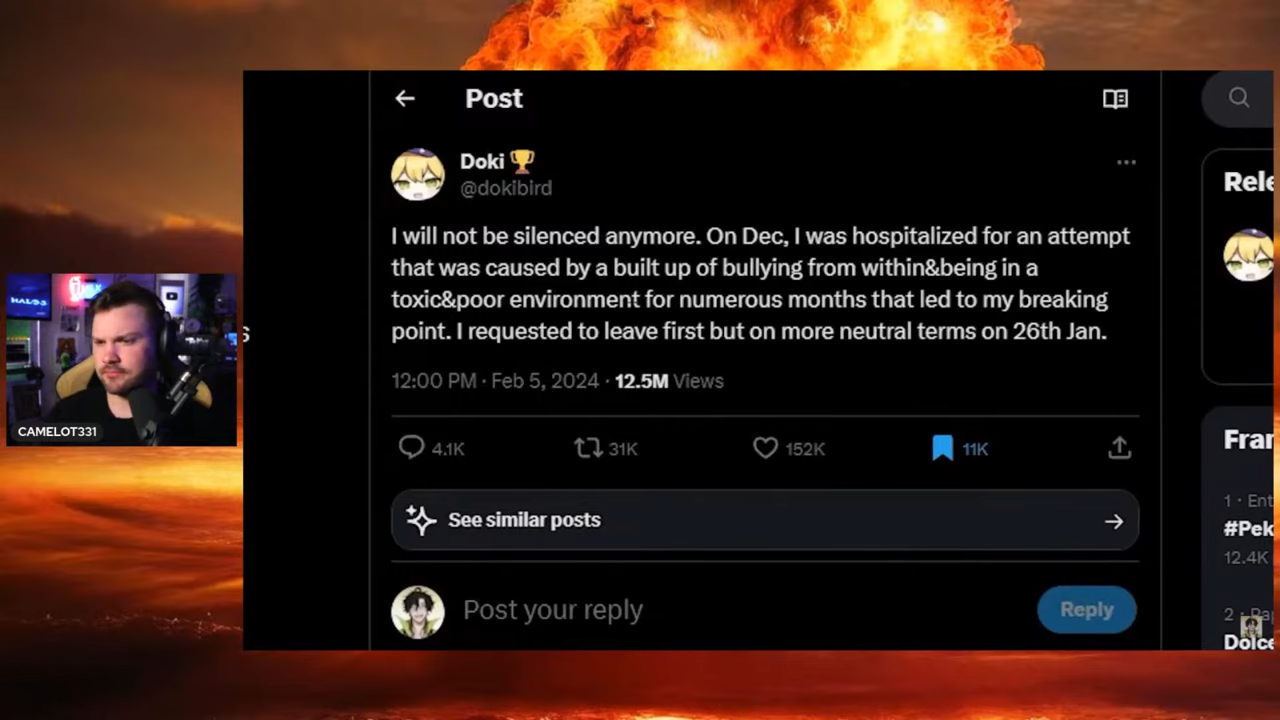 Post
Doki 🏆
@dokibird
I will not be silenced anymore. On Dec, I was hospitalized for an attempt
that was caused by a built up of bullying from within&being in a
toxic&poor environment for numerous months that led to my breaking
point. I requested to leave first but on more neutral terms on 26th Jan.
12:00 PM · Feb 5, 2024 · 12.5M Views
4.1K 31K 152K 11K
See similar posts
Post your reply
Reply
Rele
Fran
1 · Ent
#Pek
12.4K
2 ·
Dolce
s
HALO 3
CAMELOT331